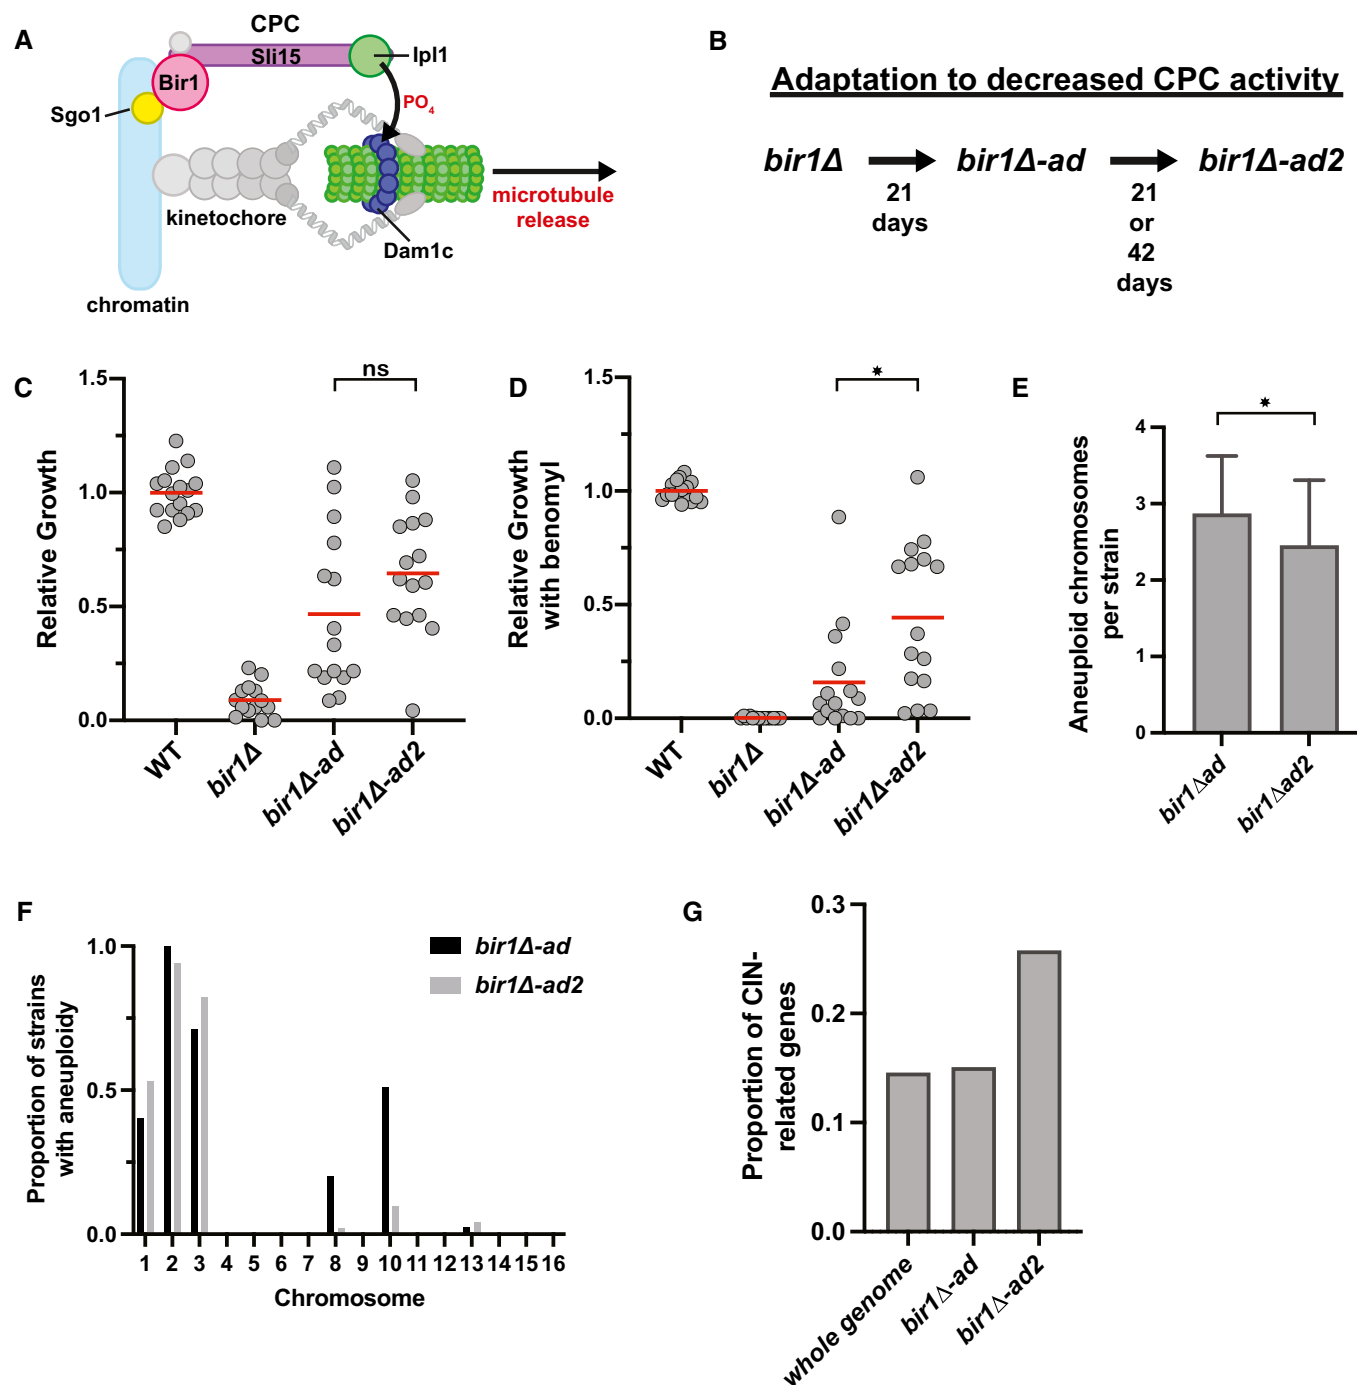 A
CPC
Sli15
Ipl1
Bir1
Sgo1
PO4
kinetochore
microtubule
release
Dam1c
chromatin
B
Adaptation to decreased CPC activity
bir1Δ
bir1Δ-ad
bir1Δ-ad2
21
days
21
or
42
days
C
Relative Growth
1.5
1.0
0.5
0.0
ns
WT
bir1Δ
bir1Δ-ad
bir1Δ-ad2
D
Relative Growth
with benomyl
1.5
1.0
0.5
0.0
*
WT
bir1Δ
bir1Δ-ad
bir1Δ-ad2
E
Aneuploid chromosomes
per strain
4
3
2
1
0
*
bir1Δad
bir1Δad2
F
Proportion of strains
with aneuploidy
1.0
0.5
0.0
bir1Δ-ad
bir1Δ-ad2
1 2 3 4 5 6 7 8 9 10 11 12 13 14 15 16
Chromosome
G
Proportion of CIN-
related genes
0.3
0.2
0.1
0.0
whole genome
bir1Δ-ad
bir1Δ-ad2